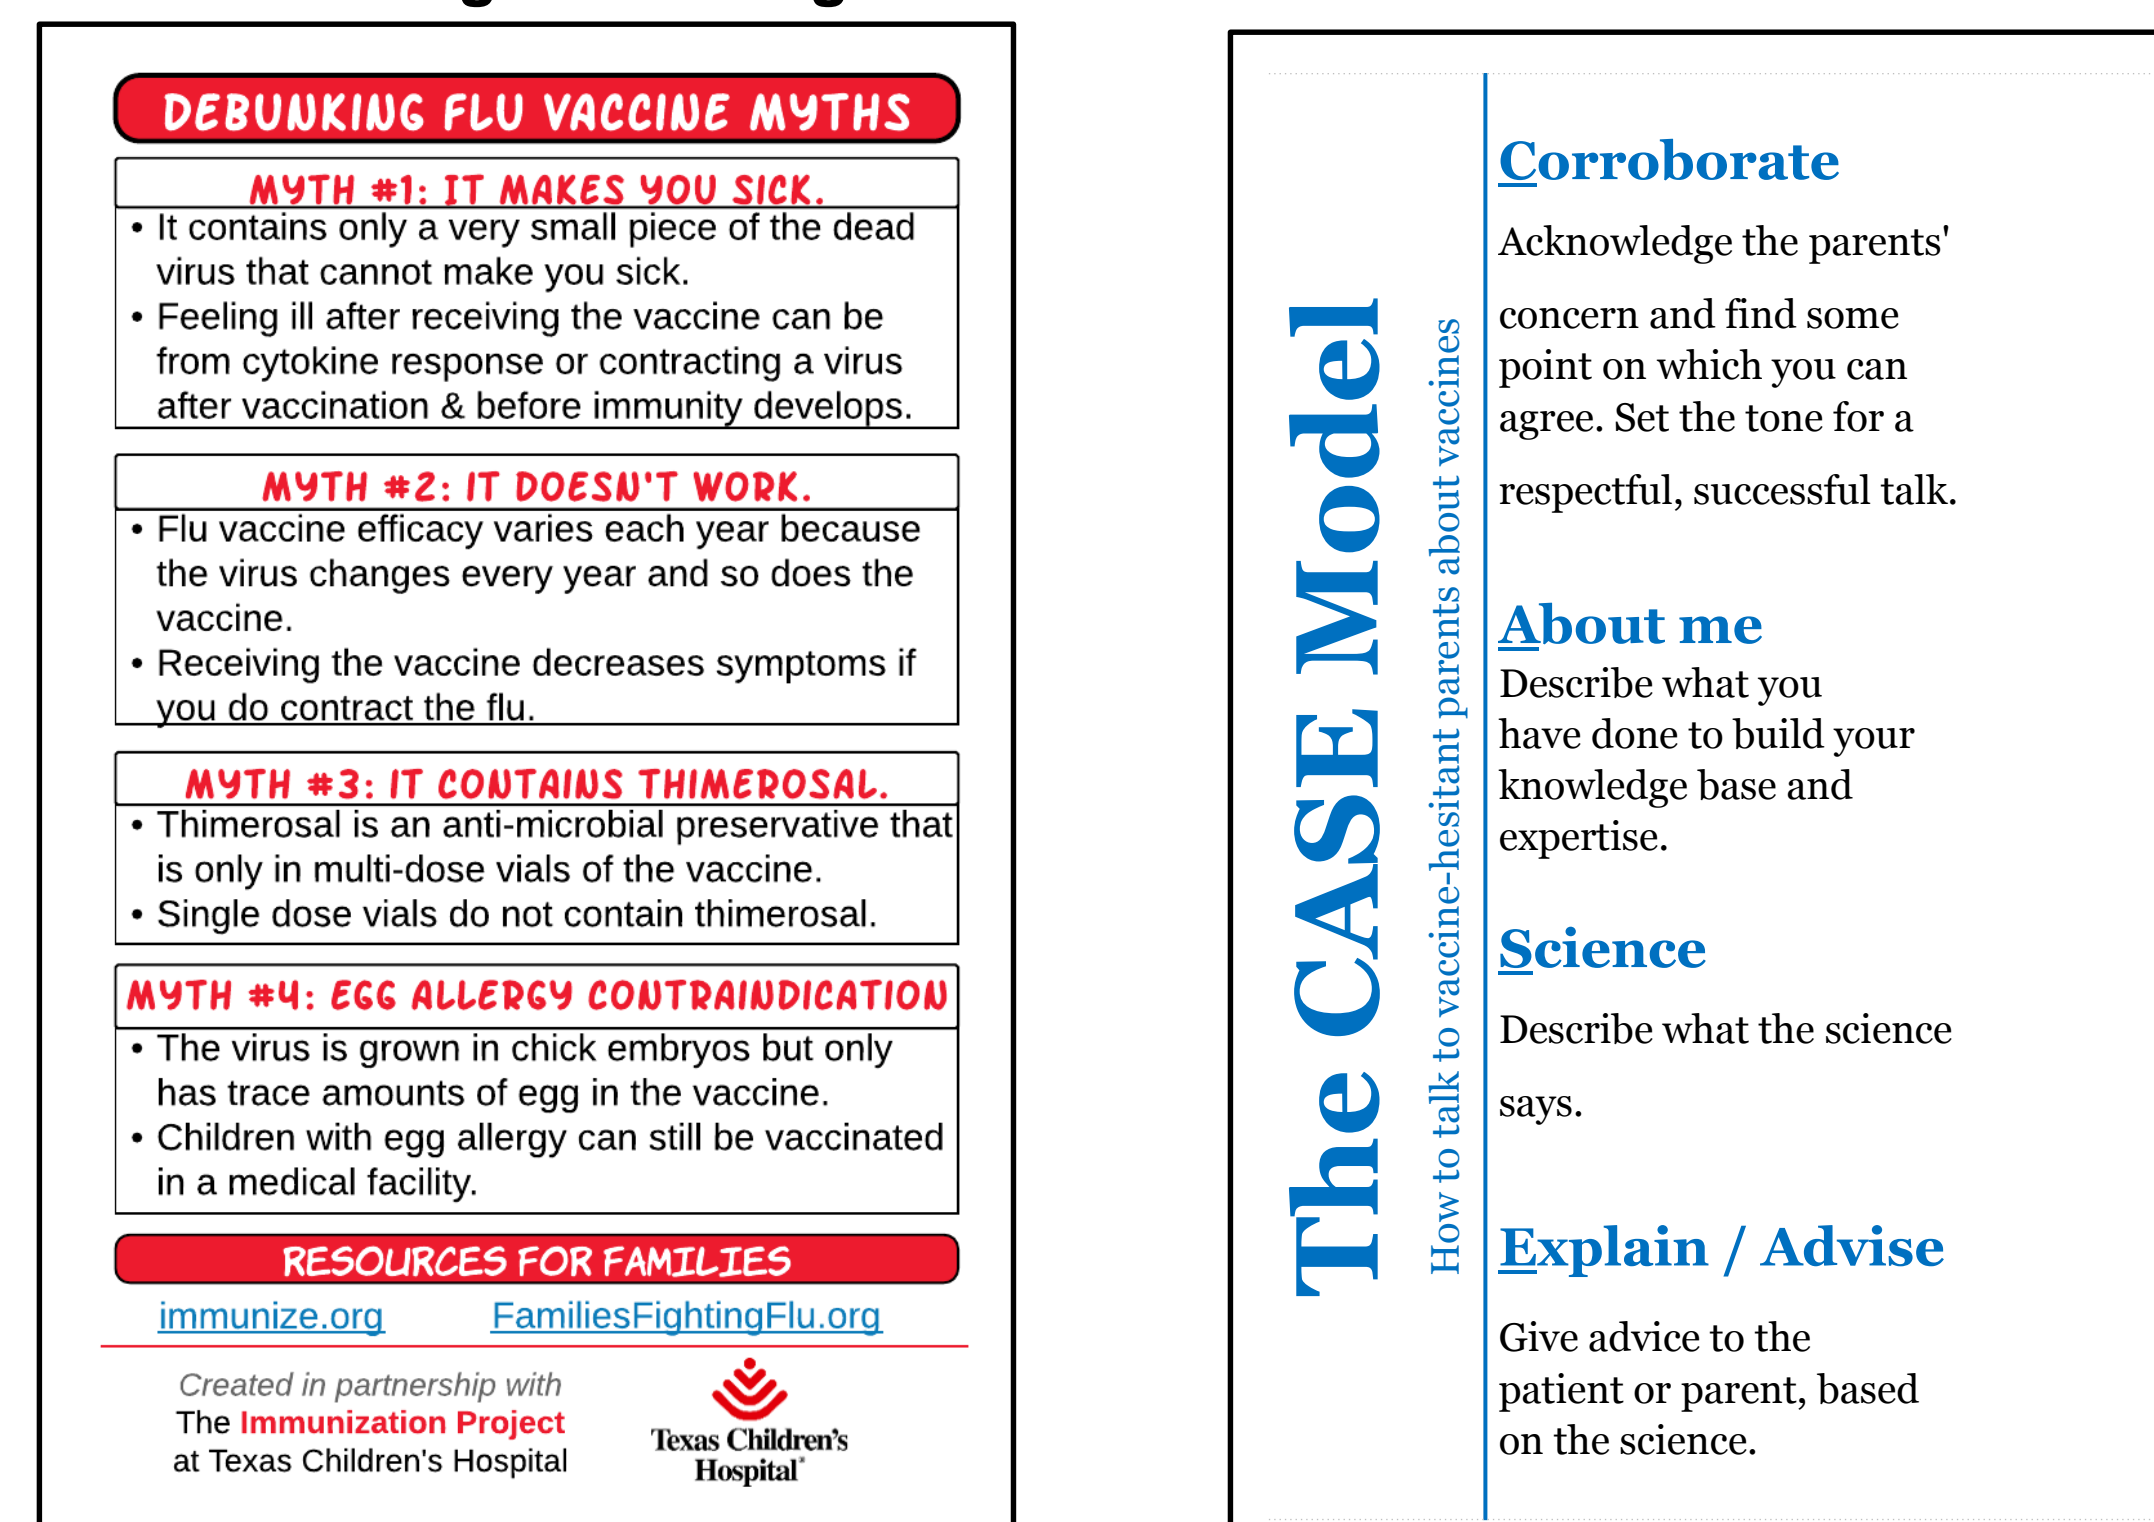 DEBUNKING FLU VACCINE MYTHS
MYTH #1: IT MAKES YOU SICK.
• It contains only a very small piece of the dead
virus that cannot make you sick.
• Feeling ill after receiving the vaccine can be
from cytokine response or contracting a virus
after vaccination & before immunity develops.
MYTH #2: IT DOESN'T WORK.
• Flu vaccine efficacy varies each year because
the virus changes every year and so does the
vaccine.
• Receiving the vaccine decreases symptoms if
you do contract the flu.
MYTH #3: IT CONTAINS THIMEROSAL.
• Thimerosal is an anti-microbial preservative that
is only in multi-dose vials of the vaccine.
• Single dose vials do not contain thimerosal.
MYTH #4: EGG ALLERGY CONTRAINDICATION
• The virus is grown in chick embryos but only
has trace amounts of egg in the vaccine.
• Children with egg allergy can still be vaccinated
in a medical facility.
RESOURCES FOR FAMILIES
immunize.org FamiliesFightingFlu.org
Created in partnership with
The Immunization Project
at Texas Children's Hospital
Texas Children's
Hospital
The CASE Model
How to talk to vaccine-hesitant parents about vaccines
Corroborate
Acknowledge the parents'
concern and find some
point on which you can
agree. Set the tone for a
respectful, successful talk.
About me
Describe what you
have done to build your
knowledge base and
expertise.
Science
Describe what the science
says.
Explain / Advise
Give advice to the
patient or parent, based
on the science.